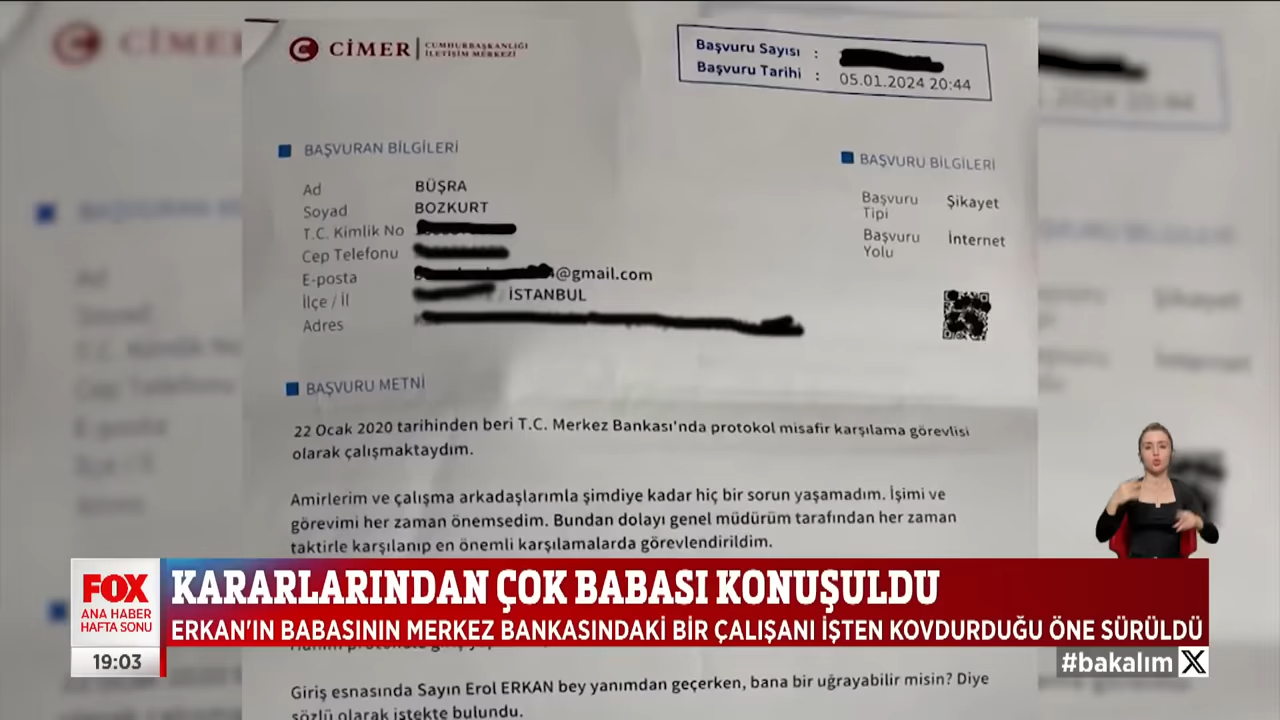 CİMER CUMHURBAŞKANLIĞI
İLETİŞİM MERKEZİ
Başvuru Sayısı :
Başvuru Tarihi : 05.01.2024 20:44
BAŞVURAN BİLGİLERİ
Ad BÜŞRA
Soyad BOZKURT
T.C. Kimlik No
Cep Telefonu
E-posta @gmail.com
İlçe / İl / İSTANBUL
Adres
BAŞVURU BİLGİLERİ
Başvuru Tipi Şikayet
Başvuru Yolu İnternet
BAŞVURU METNİ
22 Ocak 2020 tarihinden beri T.C. Merkez Bankası'nda protokol misafir karşılama görevlisi
olarak çalışmaktaydım.
Amirlerim ve çalışma arkadaşlarımla şimdiye kadar hiç bir sorun yaşamadım. İşimi ve
görevimi her zaman önemsedim. Bundan dolayı genel müdürüm tarafından her zaman
taktirle karşılanıp en önemli karşılamalarda görevlendirildim.
Giriş esnasında Sayın Erol ERKAN bey yanımdan geçerken, bana bir uğrayabilir misin? Diye
sözlü olarak istekte bulundu.
FOX
ANA HABER
HAFTA SONU
19:03
KARARLARINDAN ÇOK BABASI KONUŞULDU
ERKAN'IN BABASININ MERKEZ BANKASINDAKİ BİR ÇALIŞANI İŞTEN KOVDURDUĞU ÖNE SÜRÜLDÜ
#bakalım X